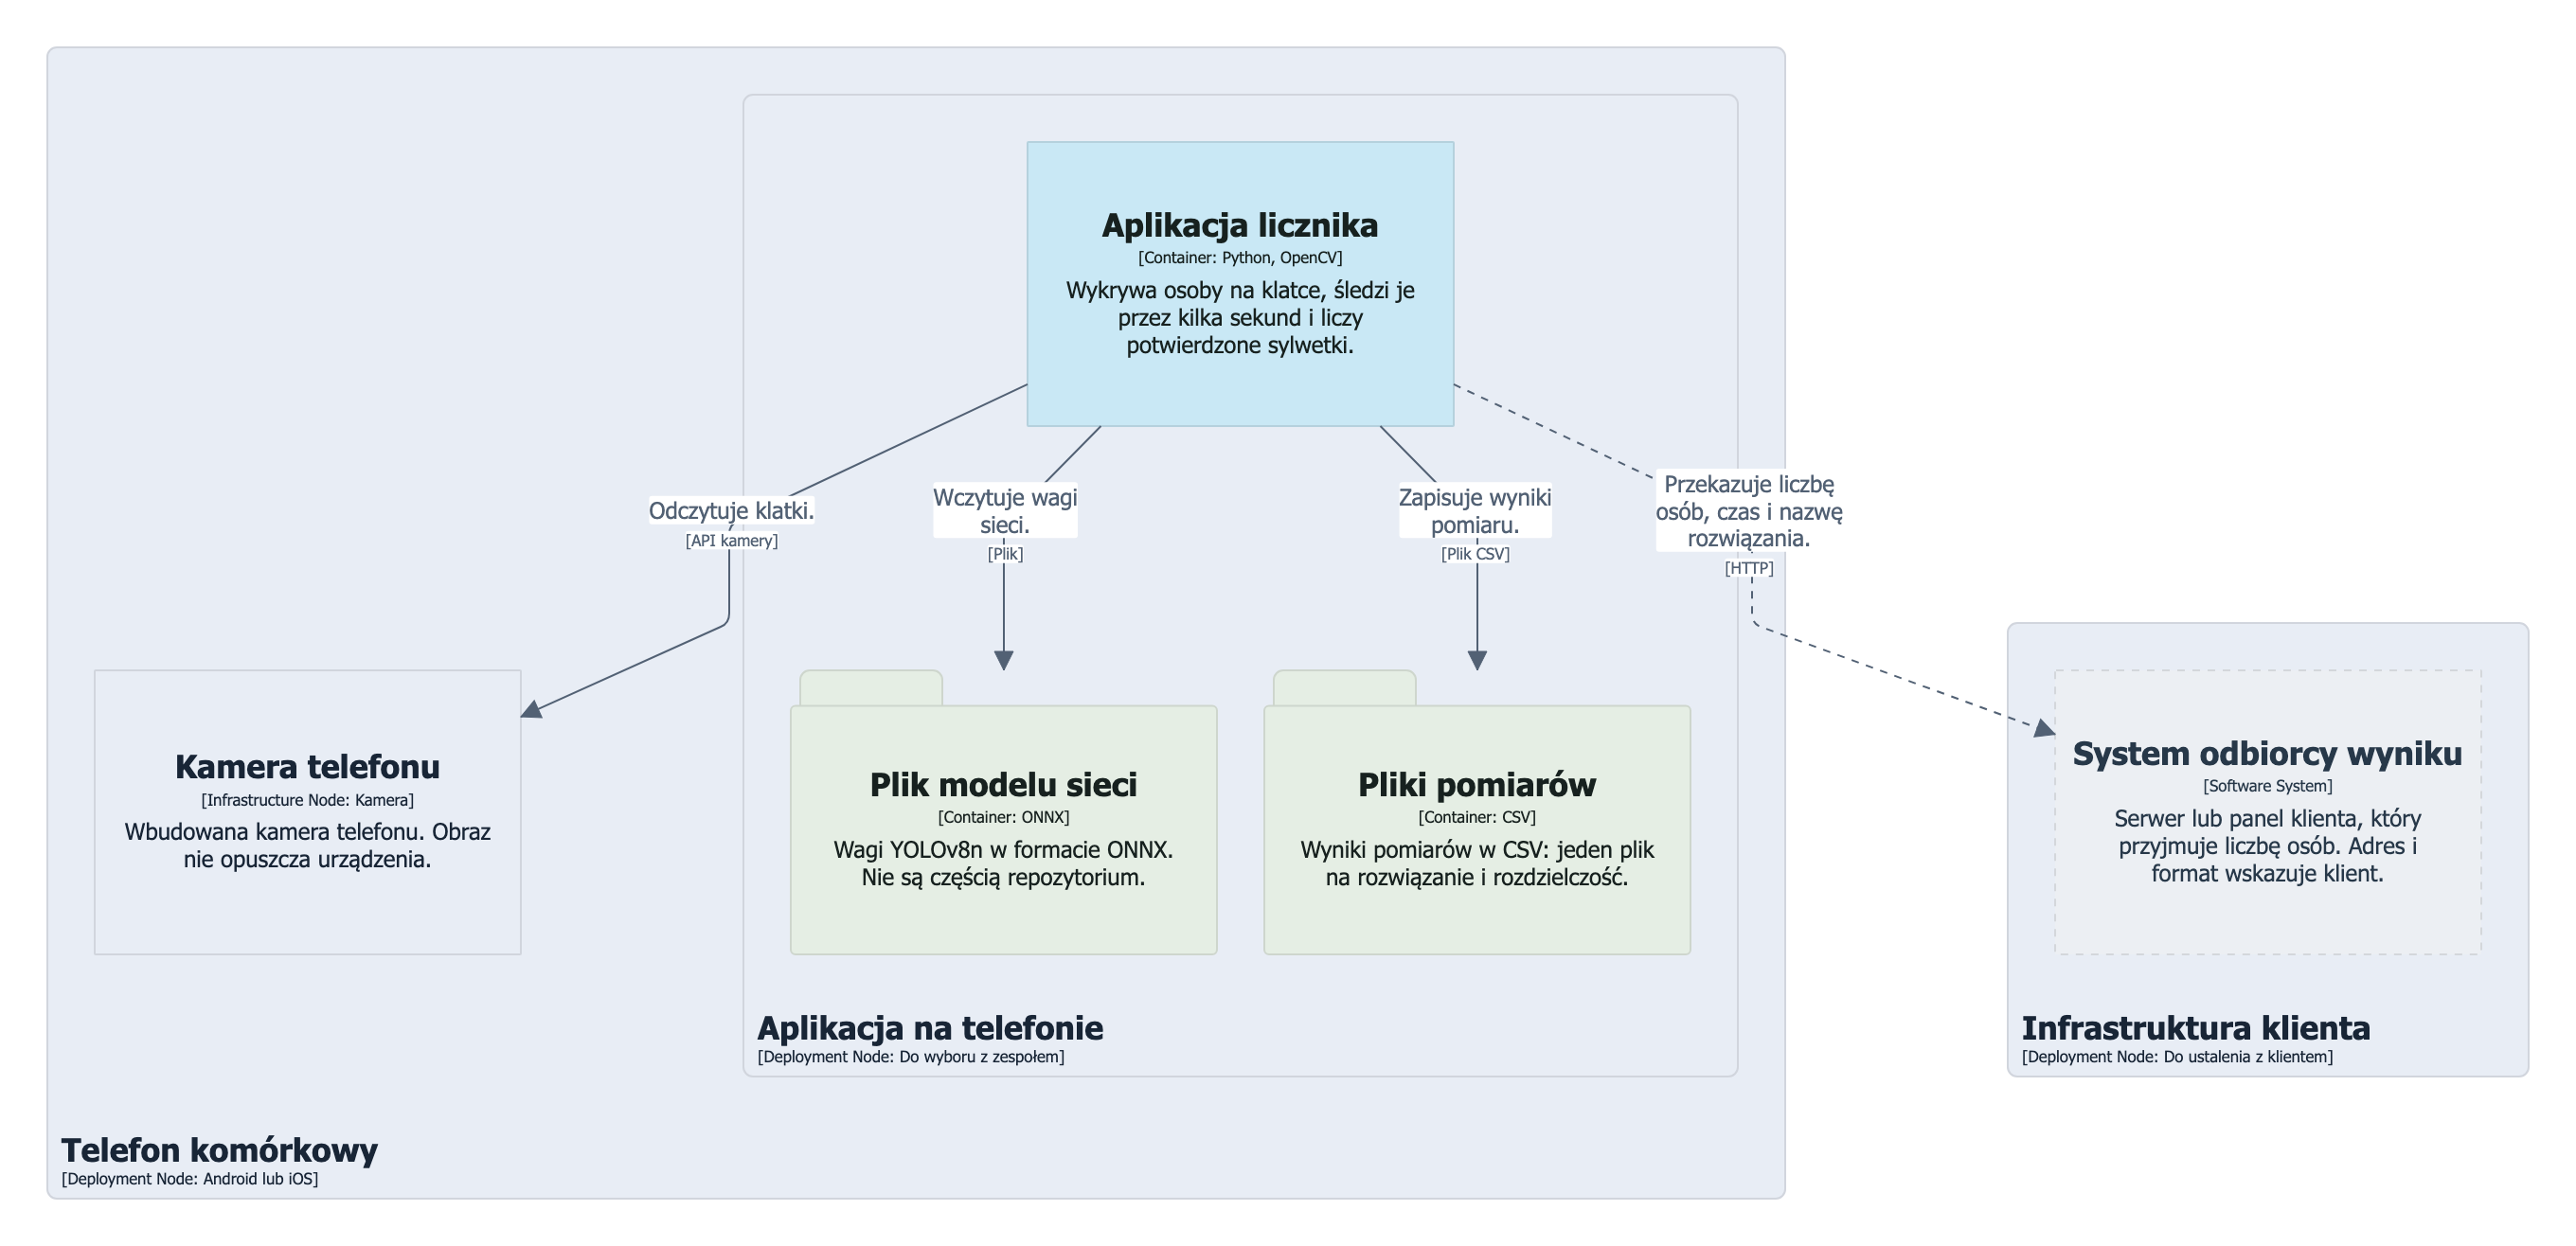 Aplikacja licznika
[Container: Python, OpenCV]
Wykrywa osoby na klatce, śledzi je
przez kilka sekund i liczy
potwierdzone sylwetki.
Odczytuje klatki.
[API kamery]
Wczytuje wagi
sieci.
[Plik]
Zapisuje wyniki
pomiaru.
[Plik CSV]
Przekazuje liczbę
osób, czas i nazwę
rozwiązania.
[HTTP]
Kamera telefonu
[Infrastructure Node: Kamera]
Wbudowana kamera telefonu. Obraz
nie opuszcza urządzenia.
Plik modelu sieci
[Container: ONNX]
Wagi YOLOv8n w formacie ONNX.
Nie są częścią repozytorium.
Pliki pomiarów
[Container: CSV]
Wyniki pomiarów w CSV: jeden plik
na rozwiązanie i rozdzielczość.
System odbiorcy wyniku
[Software System]
Serwer lub panel klienta, który
przyjmuje liczbę osób. Adres i
format wskazuje klient.
Aplikacja na telefonie
[Deployment Node: Do wyboru z zespołem]
Infrastruktura klienta
[Deployment Node: Do ustalenia z klientem]
Telefon komórkowy
[Deployment Node: Android lub iOS]